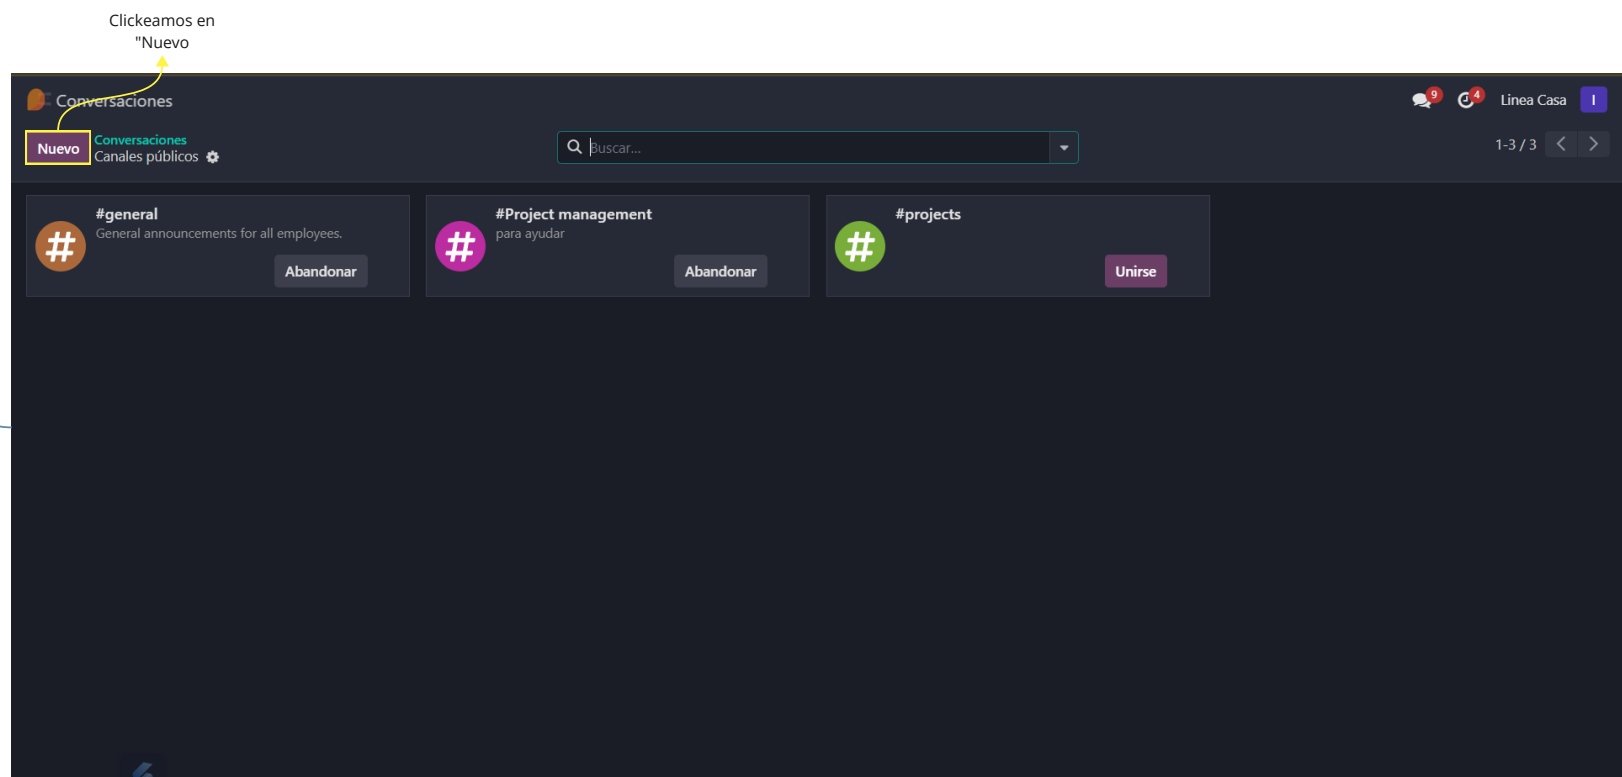 Clickeamos en
"Nuevo
Conversaciones
9
4
Linea Casa
I
Nuevo
Conversaciones
Canales públicos
Buscar...
1-3 / 3
#general
General announcements for all employees.
Abandonar
#Project management
para ayudar
Abandonar
#projects
Unirse